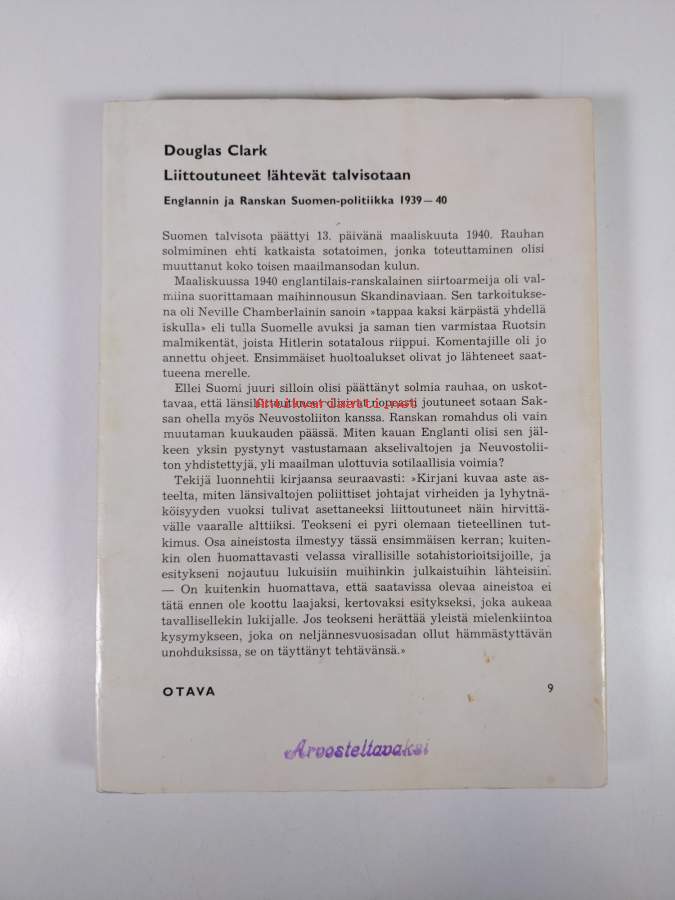 Douglas Clark
Liittoutuneet lähtevät talvisotaan
Englannin ja Ranskan Suomen-politiikka 1939—40
Suomen talvisota päättyi 13. päivänä maaliskuuta 1940. Rauhan
solmiminen ehti katkaista sotatoimen, jonka toteuttaminen olisi
muuttanut koko toisen maailmansodan kulun.
Maaliskuussa 1940 englantilais-ranskalainen siirtoarmeija oli val-
miina suorittamaan maihinnousun Skandinaviaan. Sen tarkoitukse-
na oli Neville Chamberlainin sanoin »tappaa kaksi kärpästä yhdellä
iskulla» eli tulla Suomelle avuksi ja saman tien varmistaa Ruotsin
malmikentät, joista Hitlerin sotatalous riippui. Komentajille oli jo
annettu ohjeet. Ensimmäiset huoltoalukset olivat jo lähteneet saat-
tueena merelle.
Ellei Suomi juuri silloin olisi päättänyt solmia rauhaa, on uskot-
tavaa, että länsiliittoutuneet olisivat nopeasti joutuneet sotaan Sak-
san ohella myös Neuvostoliiton kanssa. Ranskan romahdus oli vain
muutaman kuukauden päässä. Miten kauan Englanti olisi sen jäl-
keen yksin pystynyt vastustamaan akselivaltojen ja Neuvostolii-
ton yhdistettyjä, yli maailman ulottuvia sotilaallisia voimia?
Tekijä luonnehtii kirjaansa seuraavasti: »Kirjani kuvaa aste as-
teelta, miten länsivaltojen poliittiset johtajat virheiden ja lyhytnä-
köisyyden vuoksi tulivat asettaneeksi liittoutuneet näin hirvittä-
välle vaaralle alttiiksi. Teokseni ei pyri olemaan tieteellinen tut-
kimus. Osa aineistosta ilmestyy tässä ensimmäisen kerran; kuiten-
kin olen huomattavasti velassa virallisille sotahistorioitsijoille, ja
esitykseni nojautuu lukuisiin muihinkin julkaistuihin lähteisiin.
— On kuitenkin huomattava, että saatavissa olevaa aineistoa ei
tätä ennen ole koottu laajaksi, kertovaksi esitykseksi, joka aukeaa
tavallisellekin lukijalle. Jos teokseni herättää yleistä mielenkiintoa
kysymykseen, joka on neljännesvuosisadan ollut hämmästyttävän
unohduksissa, se on täyttänyt tehtävänsä.»
OTAVA 9
Arvosteltavaksi